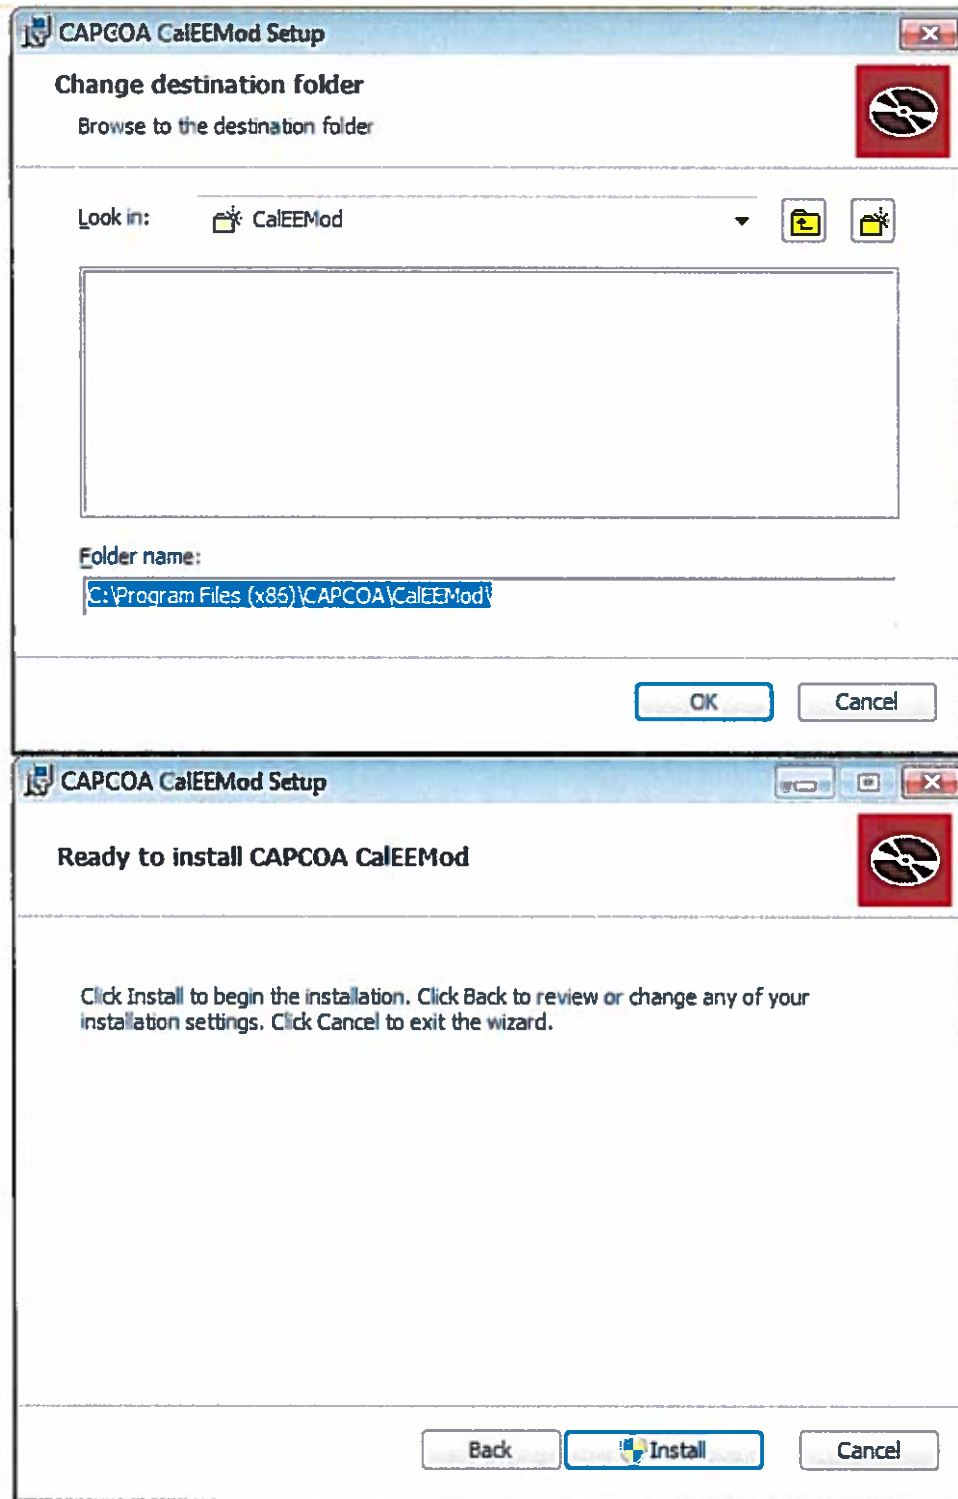 CAPCOA CalEEMod Setup
Change destination folder
Browse to the destination folder
Look in:
CalEEMod
Folder name:
C:\Program Files (x86)\CAPCOA\CalEEMod\
OK
Cancel
CAPCOA CalEEMod Setup
Ready to install CAPCOA CalEEMod
Click Install to begin the installation. Click Back to review or change any of your
installation settings. Click Cancel to exit the wizard.
Back
Install
Cancel